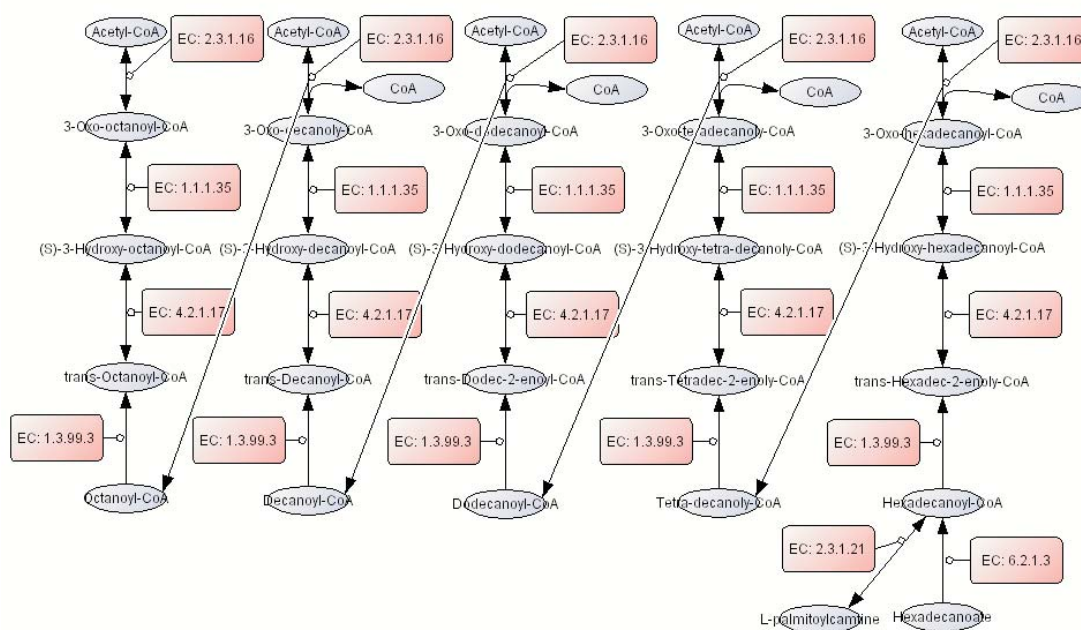 Acetyl-CoA EC: 2.3.1.16 Acetyl-CoA EC: 2.3.1.16 Acetyl-CoA EC: 2.3.1.16 Acetyl-CoA EC: 2.3.1.16 Acetyl-CoA EC: 2.3.1.16
CoA CoA CoA CoA
3-Oxo-octanoyl-CoA 3-Oxo-decanoly-CoA 3-Oxo-dodecanoyl-CoA 3-Oxo-tetradecanoly-CoA 3-Oxo-hexadecanoyl-CoA
EC: 1.1.1.35 EC: 1.1.1.35 EC: 1.1.1.35 EC: 1.1.1.35 EC: 1.1.1.35
(S)-3-Hydroxy-octanoyl-CoA (S)-3-Hydroxy-decanoyl-CoA (S)-3-Hydroxy-dodecanoyl-CoA (S)-3-Hydroxy-tetra-decanoly-CoA (S)-3-Hydroxy-hexadecannoyl-CoA
EC: 4.2.1.17 EC: 4.2.1.17 EC: 4.2.1.17 EC: 4.2.1.17 EC: 4.2.1.17
trans-Octanoyl-CoA trans-Decanoyl-CoA trans-Dodec-2-enoyl-CoA trans-Tetradec-2-enoly-CoA trans-Hexadec-2-enoly-CoA
EC: 1.3.99.3 EC: 1.3.99.3 EC: 1.3.99.3 EC: 1.3.99.3 EC: 1.3.99.3
Octanoyl-CoA Decanoyl-CoA Dodecanoyl-CoA Tetra-decanoly-CoA Hexadecanoyl-CoA
EC: 2.3.1.21 EC: 6.2.1.3
L-palmitoylcarntine Hexadecanoate